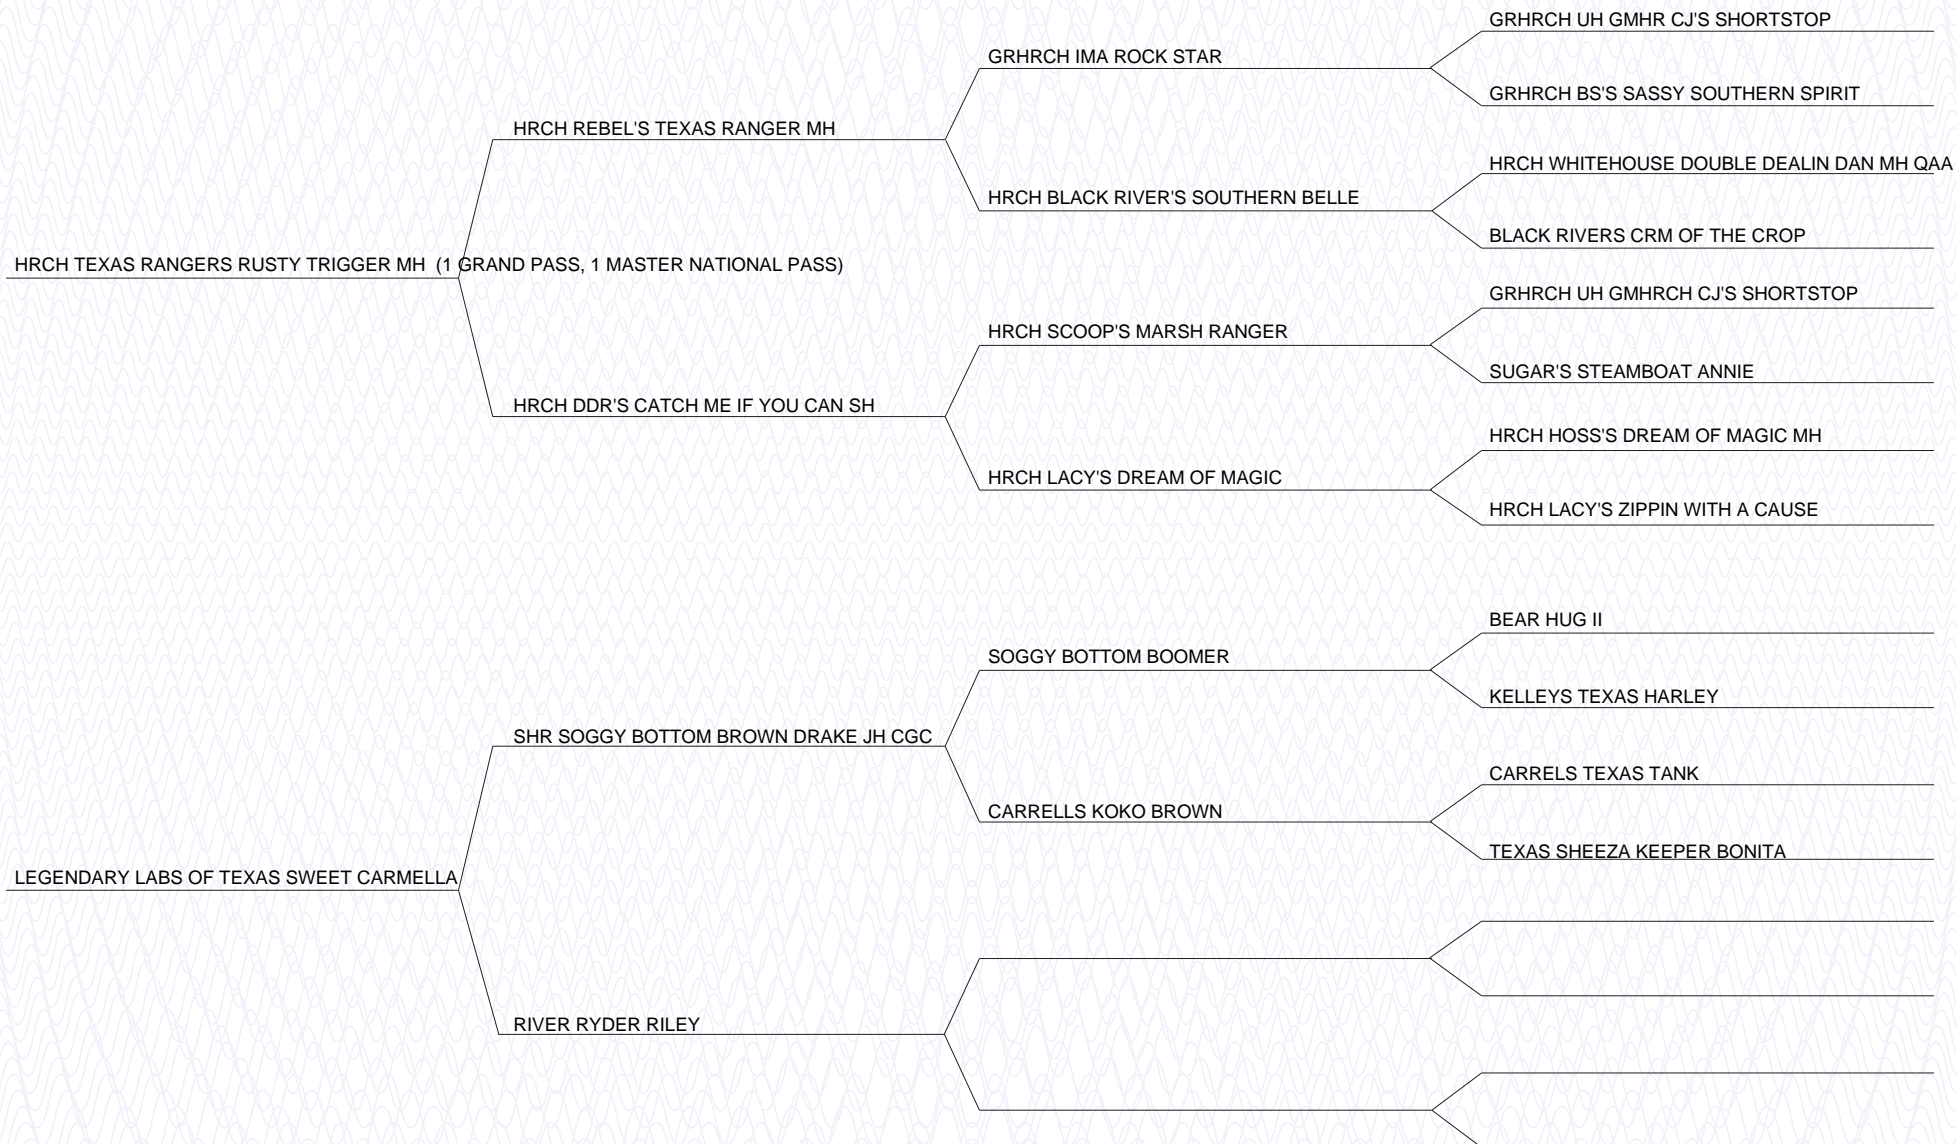 GRHRCH UH GMHR CJ'S SHORTSTOP
GRHRCH IMA ROCK STAR
GRHRCH BS'S SASSY SOUTHERN SPIRIT
HRCH REBEL'S TEXAS RANGER MH
HRCH WHITEHOUSE DOUBLE DEALIN DAN MH QAA
HRCH BLACK RIVER'S SOUTHERN BELLE
BLACK RIVERS CRM OF THE CROP
HRCH TEXAS RANGERS RUSTY TRIGGER MH (1 GRAND PASS, 1 MASTER NATIONAL PASS)
GRHRCH UH GMHRCH CJ'S SHORTSTOP
HRCH SCOOP'S MARSH RANGER
SUGAR'S STEAMBOAT ANNIE
HRCH DDR'S CATCH ME IF YOU CAN SH
HRCH HOSS'S DREAM OF MAGIC MH
HRCH LACY'S DREAM OF MAGIC
HRCH LACY'S ZIPPIN WITH A CAUSE
BEAR HUG II
SOGGY BOTTOM BOOMER
KELLEYS TEXAS HARLEY
SHR SOGGY BOTTOM BROWN DRAKE JH CGC
CARRELS TEXAS TANK
CARRELLS KOKO BROWN
TEXAS SHEEZA KEEPER BONITA
LEGENDARY LABS OF TEXAS SWEET CARMELLA
RIVER RYDER RILEY